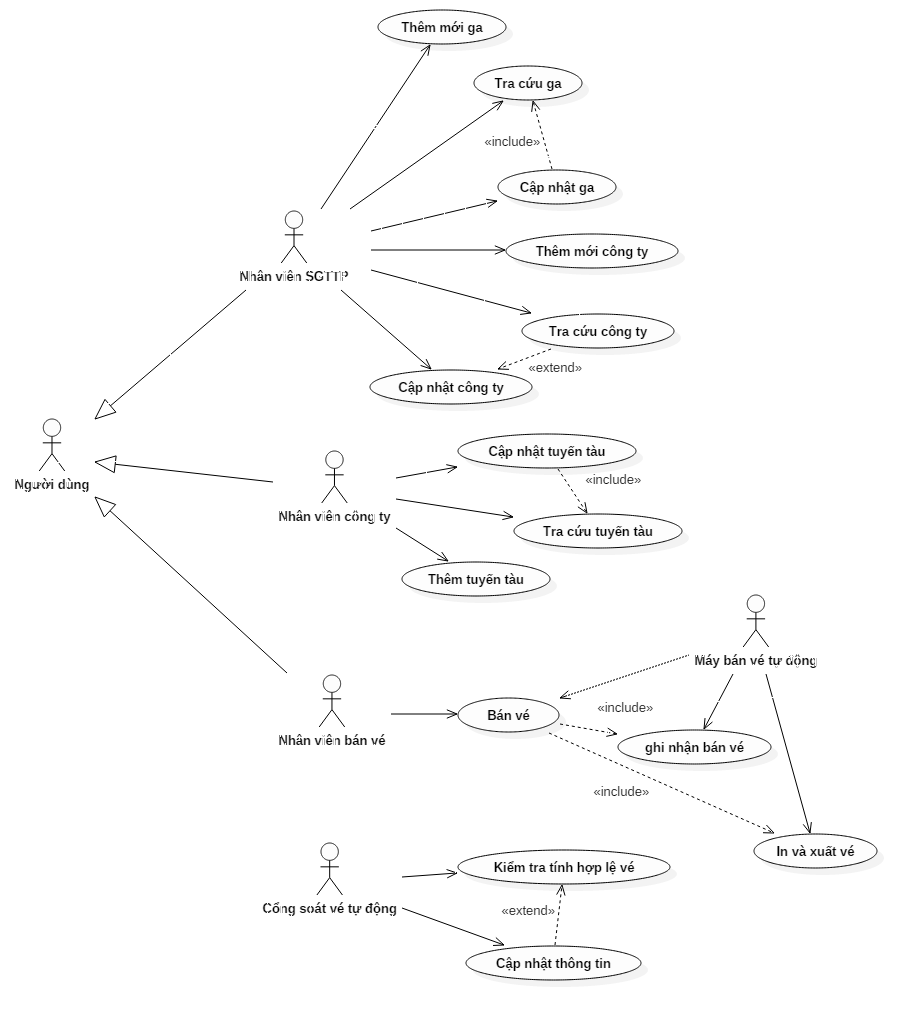 Thêm mới ga
Tra cứu ga
«include»
Cập nhật ga
Nhân viên SGTTP
Thêm mới công ty
Tra cứu công ty
«extend»
Cập nhật công ty
Người dùng
Cập nhật tuyến tàu
«include»
Nhân viên công ty
Tra cứu tuyến tàu
Thêm tuyến tàu
Máy bán vé tự động
Bán vé
«include»
Nhân viên bán vé
ghi nhận bán vé
«include»
In và xuất vé
Kiểm tra tính hợp lệ vé
Cổng soát vé tự động
«extend»
Cập nhật thông tin